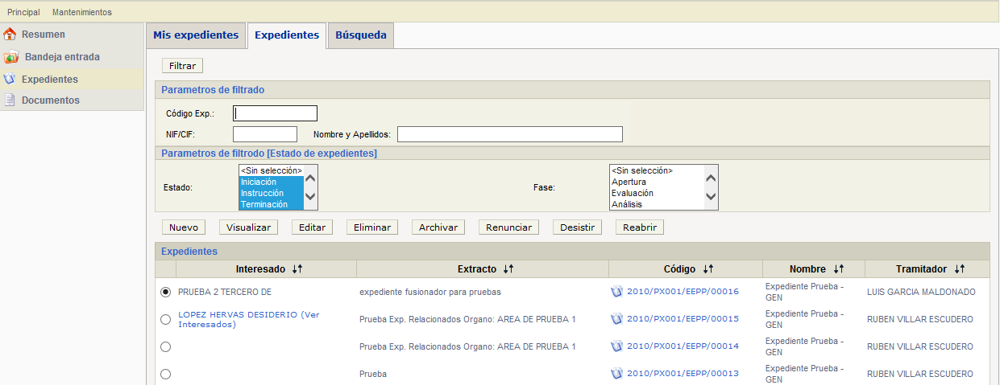 Principal Mantenimientos
Resumen
Bandeja entrada
Expedientes
Documentos
Mis expedientes Expedientes Búsqueda
Filtrar
Parametros de filtrado
Código Exp.:
NIF/CIF: Nombre y Apellidos:
Parametros de filtrodo [Estado de expedientes]
Estado:
<Sin selección>
Iniciación
Instrucción
Terminación
Fase:
<Sin selección>
Apertura
Evaluación
Análisis
Nuevo Visualizar Editar Eliminar Archivar Renunciar Desistir Reabrir
Expedientes
Interesado Extracto Código Nombre Tramitador
PRUEBA 2 TERCERO DE expediente fusionador para pruebas 2010/PX001/EEPP/00016 Expediente Prueba - LUIS GARCIA MALDONADO
GEN
LOPEZ HERVAS DESIDERIO (Ver Prueba Exp. Relacionados Organo: AREA DE PRUEBA 1 2010/PX001/EEPP/00015 Expediente Prueba - RUBEN VILLAR ESCUDERO
Interesados) GEN
Prueba Exp. Relacionados Organo: AREA DE PRUEBA 1 2010/PX001/EEPP/00014 Expediente Prueba - RUBEN VILLAR ESCUDERO
GEN
Prueba 2010/PX001/EEPP/00013 Expediente Prueba - RUBEN VILLAR ESCUDERO
GEN